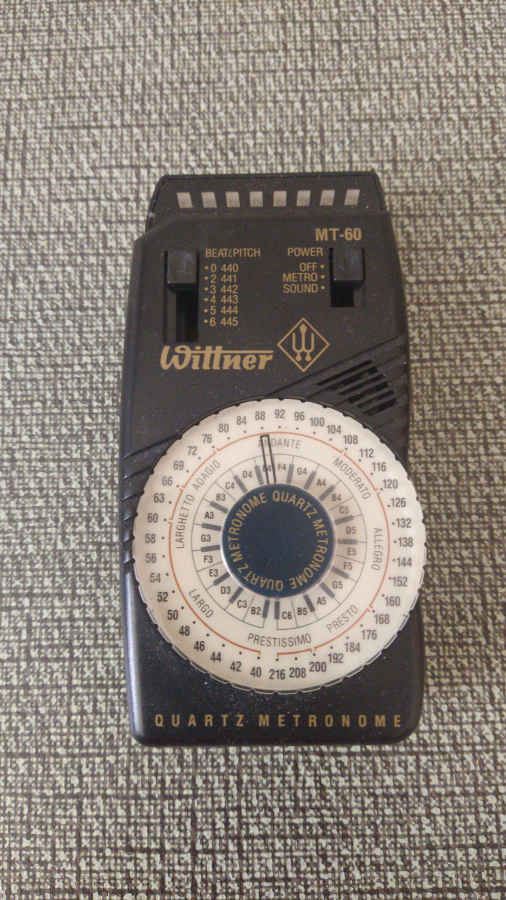 MT-60
BEAT/PITCH
0 440
2 441
3 442
4 443
5 444
6 445
POWER
OFF
METRO
SOUND
Wittner
40 42 44 46 48 50 52 54 56 58 60 63 66 69 72 76 80 84 88 92 96 100 104 108 112 116 120 126 132 138 144 152 160 168 176 184 192 200 208 216
LARGO
LARGHETTO
ADAGIO
ANDANTE
MODERATO
ALLEGRO
PRESTO
PRESTISSIMO
QUARTZ METRONOME QUARTZ METRONOME
QUARTZ METRONOME